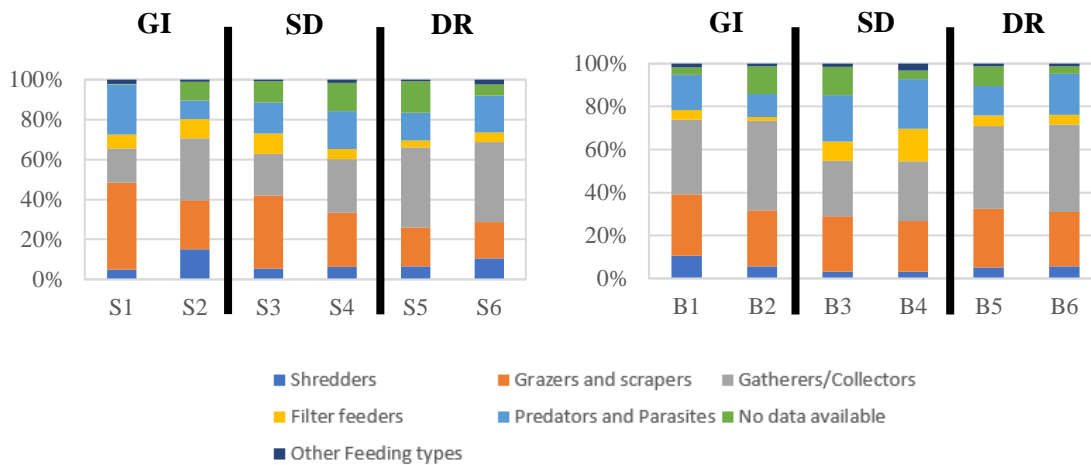 GI SD DR
100%
80%
60%
40%
20%
0%
S1 S2 S3 S4 S5 S6
GI SD DR
100%
80%
60%
40%
20%
0%
B1 B2 B3 B4 B5 B6
Shredders Grazers and scrapers Gatherers/Collectors
Filter feeders Predators and Parasites No data available
Other Feeding types